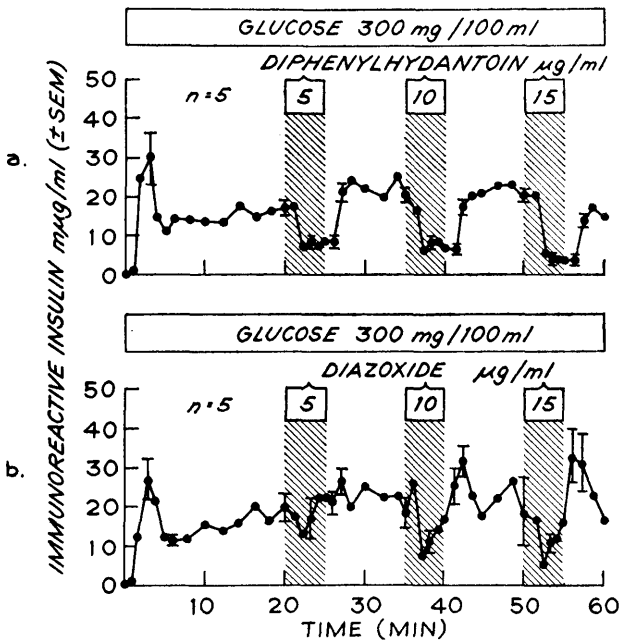 GLUCOSE 300 mg/100 ml
DIPHENYLHYDANTOIN µg/ml
n=5
5
10
15
a.
50
40
30
20
10
0
IMMUNOREACTIVE INSULIN mµg/ml (±SEM)
GLUCOSE 300 mg/100 ml
DIAZOXIDE µg/ml
n=5
5
10
15
b.
50
40
30
20
10
0
10 20 30 40 50 60
TIME (MIN)